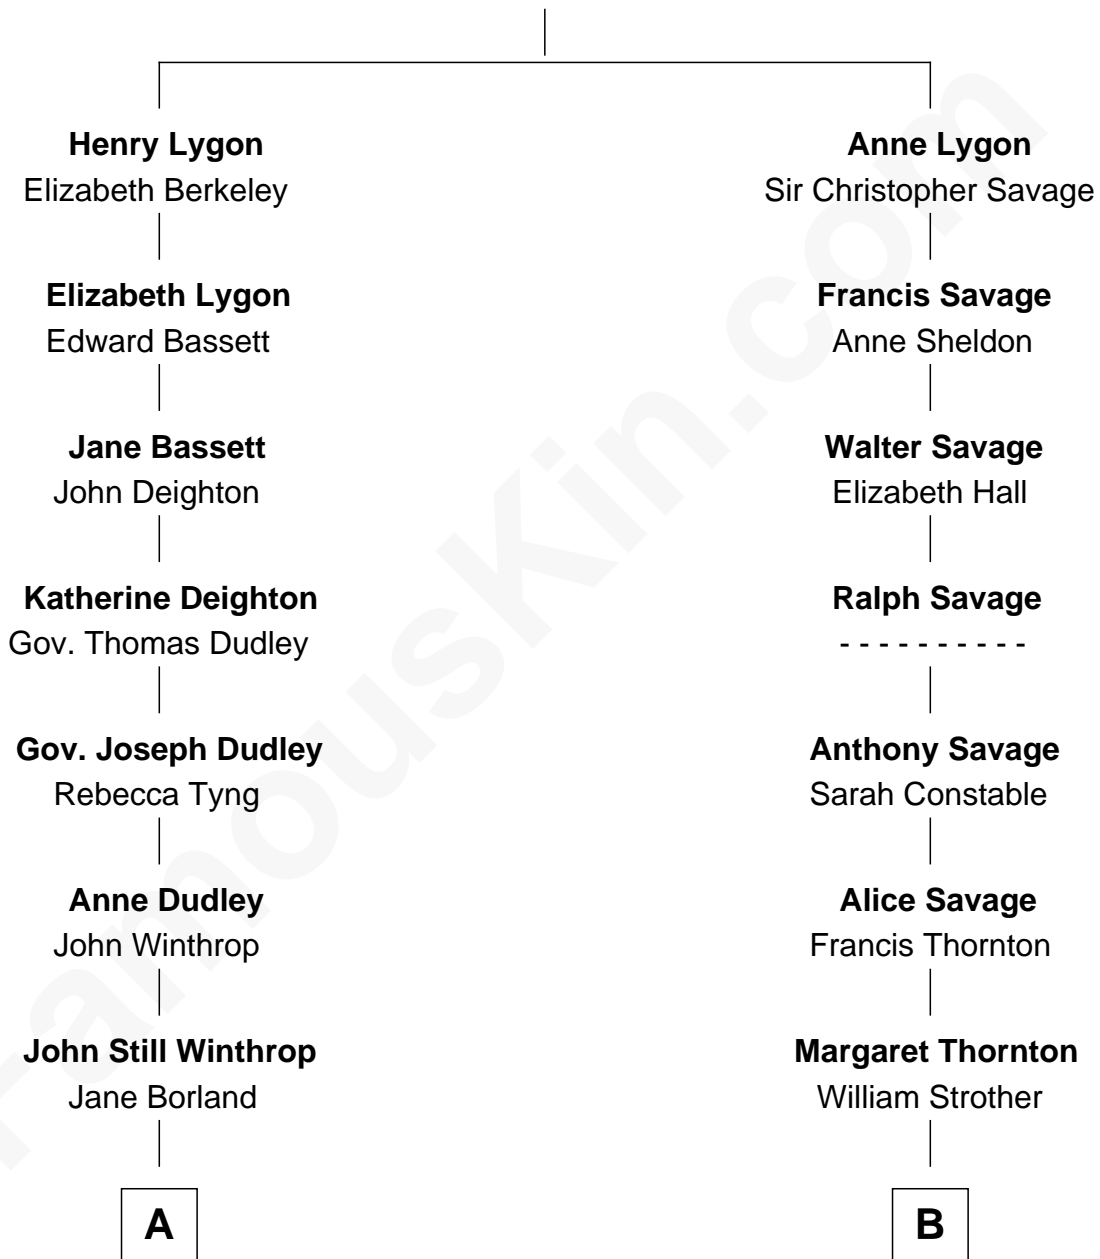 Henry Lygon
Elizabeth Berkeley
Elizabeth Lygon
Edward Bassett
Jane Bassett
John Deighton
Katherine Deighton
Gov. Thomas Dudley
Gov. Joseph Dudley
Rebecca Tyng
Anne Dudley
John Winthrop
John Still Winthrop
Jane Borland
A
Anne Lygon
Sir Christopher Savage
Francis Savage
Anne Sheldon
Walter Savage
Elizabeth Hall
Ralph Savage
- - - - - - - - - -
Anthony Savage
Sarah Constable
Alice Savage
Francis Thornton
Margaret Thornton
William Strother
B
FamousKin.com